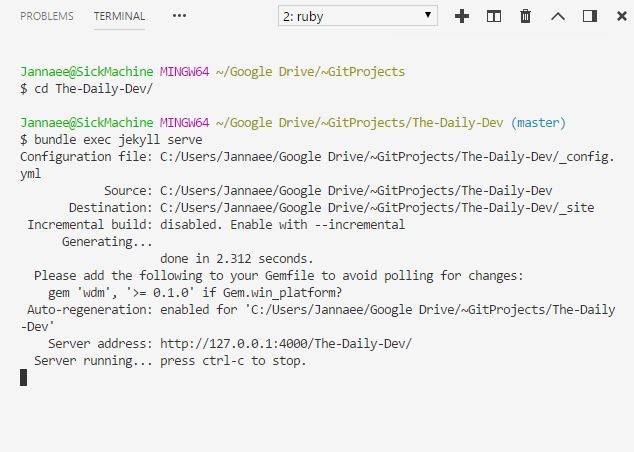 PROBLEMS TERMINAL ••• 2: ruby
Jannaee@SickMachine MINGW64 ~/Google Drive/~GitProjects
$ cd The-Daily-Dev/
Jannaee@SickMachine MINGW64 ~/Google Drive/~GitProjects/The-Daily-Dev (master)
$ bundle exec jekyll serve
Configuration file: C:/Users/Jannaee/Google Drive/~GitProjects/The-Daily-Dev/_config.
yml
Source: C:/Users/Jannaee/Google Drive/~GitProjects/The-Daily-Dev
Destination: C:/Users/Jannaee/Google Drive/~GitProjects/The-Daily-Dev/_site
Incremental build: disabled. Enable with --incremental
Generating...
done in 2.312 seconds.
Please add the following to your Gemfile to avoid polling for changes:
gem 'wdm', '>= 0.1.0' if Gem.win_platform?
Auto-regeneration: enabled for 'C:/Users/Jannaee/Google Drive/~GitProjects/The-Daily
-Dev'
Server address: http://127.0.0.1:4000/The-Daily-Dev/
Server running... press ctrl-c to stop.